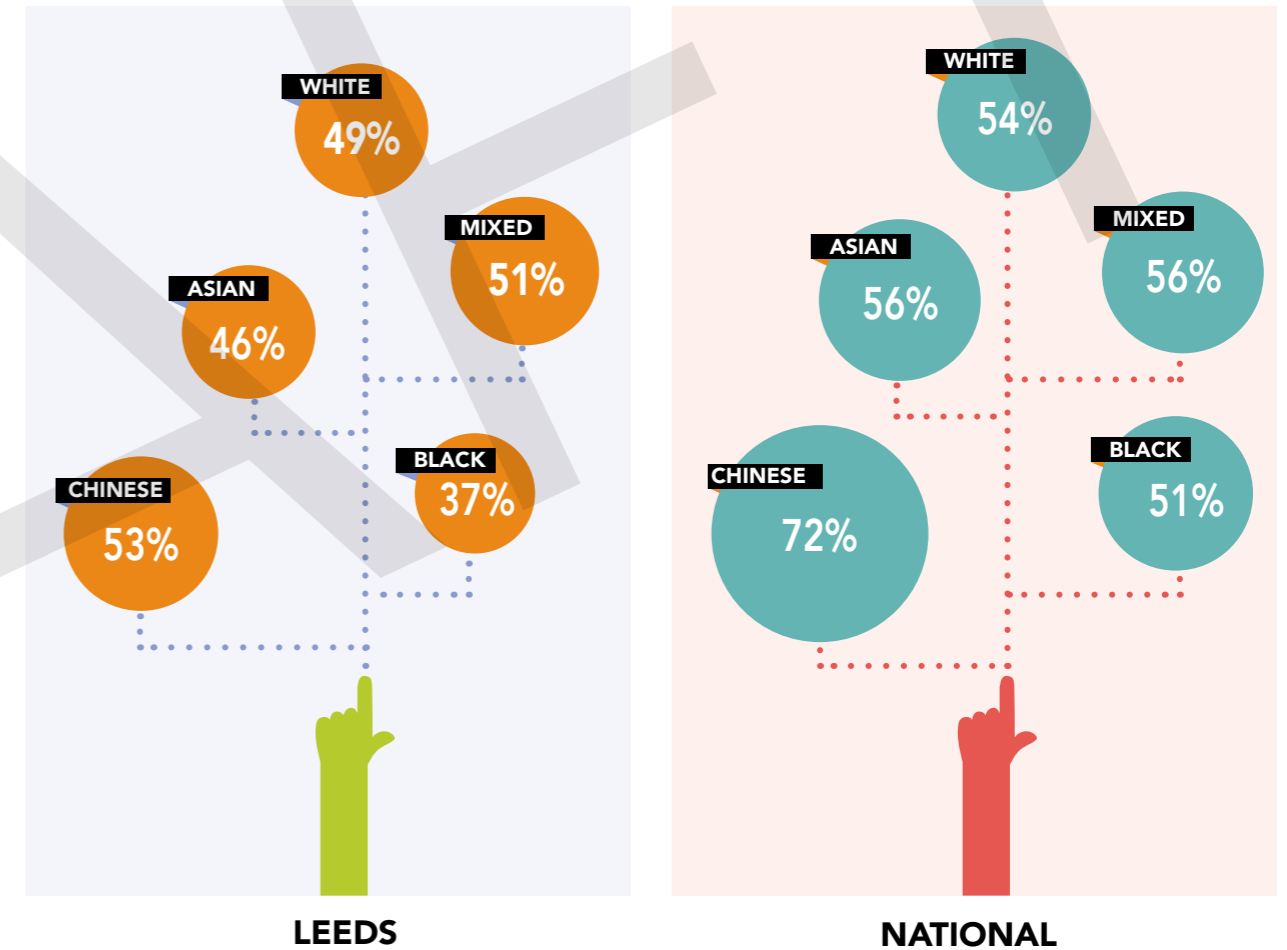 WHITE
49%
MIXED
51%
ASIAN
46%
BLACK
37%
CHINESE
53%
LEEDS
WHITE
54%
MIXED
56%
ASIAN
56%
BLACK
51%
CHINESE
72%
NATIONAL